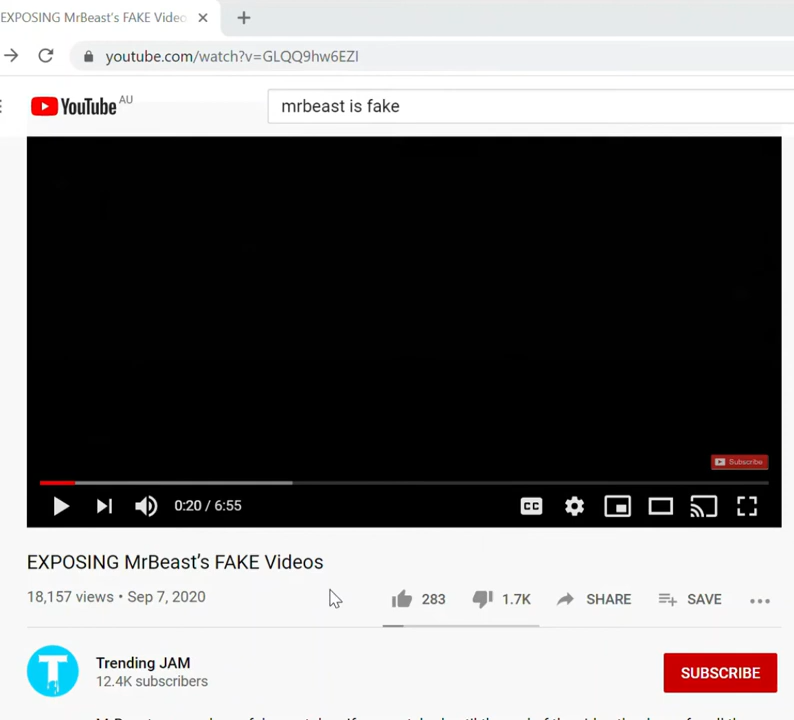 EXPOSING MrBeast's FAKE Video
youtube.com/watch?v=GLQQ9hw6EZI
YouTube AU
mrbeast is fake
Subscribe
CC
0:20 / 6:55
EXPOSING MrBeast's FAKE Videos
18,157 views • Sep 7, 2020
283 1.7K SHARE SAVE
T
Trending JAM
12.4K subscribers
SUBSCRIBE